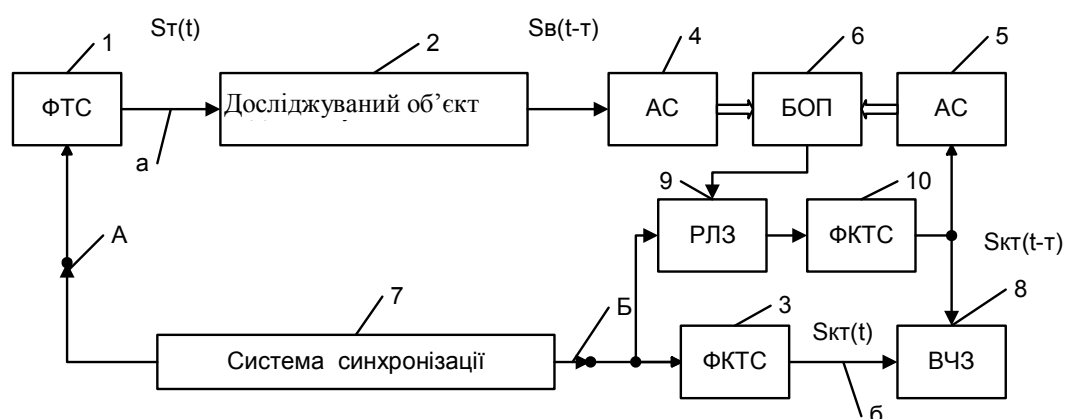 Sт(t) Sв(t-т)
1 2 4 6 5
ФТС Досліджуваний об’єкт АС БОП АС
а
9 10
РЛЗ ФКТС
А Sкт(t-т)
7 Б 3 8
Sкт(t)
Система синхронізації ФКТС ВЧЗ
б